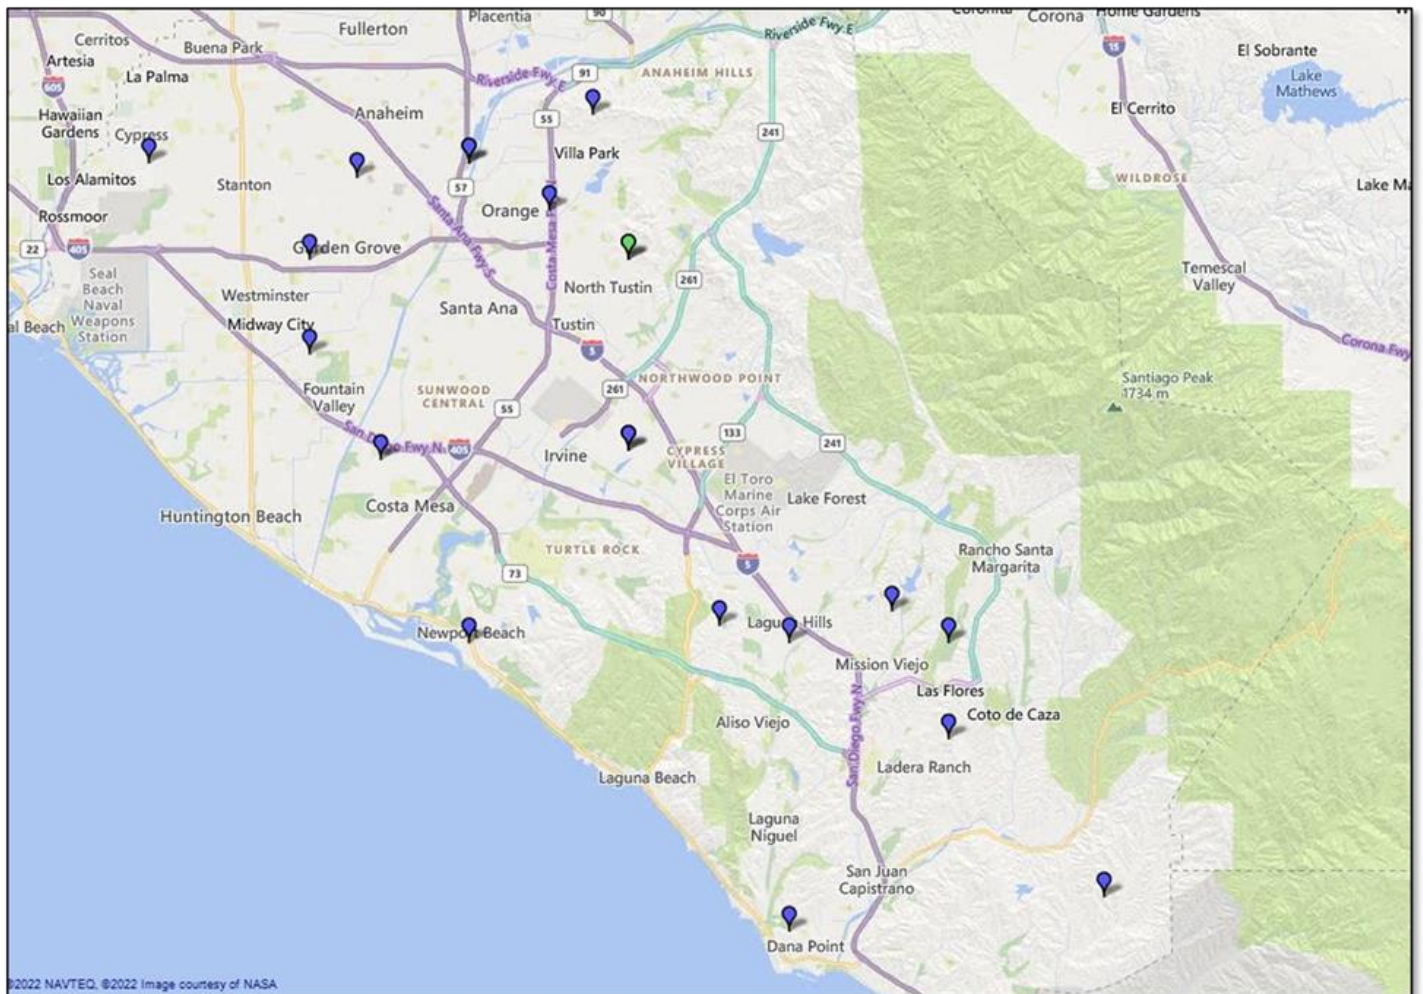 Placentia
90
Coronita
Corona
Home Gardens
Cerritos
Fullerton
Riverside Fwy E
Buena Park
15
El Sobrante
Artesia
La Palma
Riverside Fwy E
91
ANAHEIM HILLS
Lake
Mathews
605
Hawaiian
Gardens
Anaheim
55
El Cerrito
Cypress
241
Villa Park
Los Alamitos
Stanton
57
WILDROSE
Lake Ma
Rossmoor
Orange
Santa Ana Fwy S
Costa Mesa
22
405
Garden Grove
Seal
Beach
Naval
Weapons
Station
261
Temescal
Valley
Westminster
North Tustin
Santa Ana
al Beach
Midway City
Tustin
5
Corona Fwy
Fountain
Valley
SUNWOOD
CENTRAL
261
NORTHWOOD POINT
Santiago Peak
1734 m
55
San Diego Fwy N
405
133
241
Irvine
CYPRESS
VILLAGE
El Toro
Marine
Corps Air
Station
Lake Forest
Costa Mesa
Huntington Beach
TURTLE ROCK
5
Rancho Santa
Margarita
73
Newport Beach
Laguna Hills
Mission Viejo
Las Flores
Coto de Caza
Aliso Viejo
San Diego Fwy N
Ladera Ranch
Laguna Beach
Laguna
Niguel
San Juan
Capistrano
Dana Point
©2022 NAVTEQ, ©2022 Image courtesy of NASA